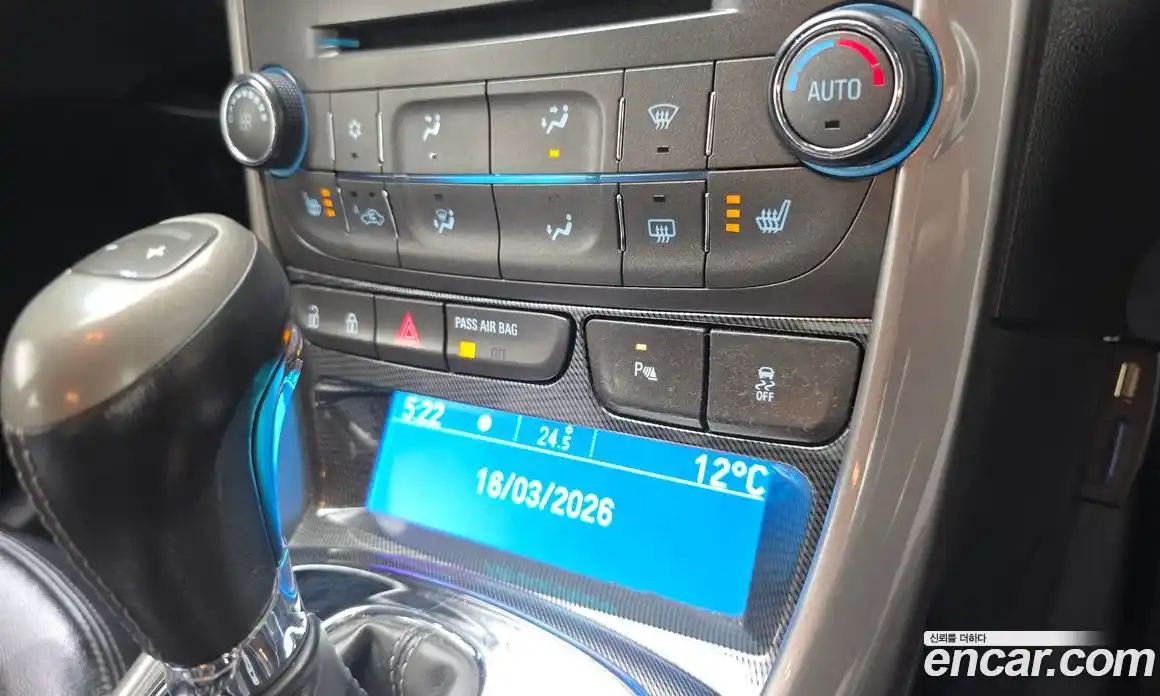 AUTO
PASS AIR BAG
OFF
P
OFF
5:22
24.5
12°C
16/03/2026
신뢰를 더하다
encar.com